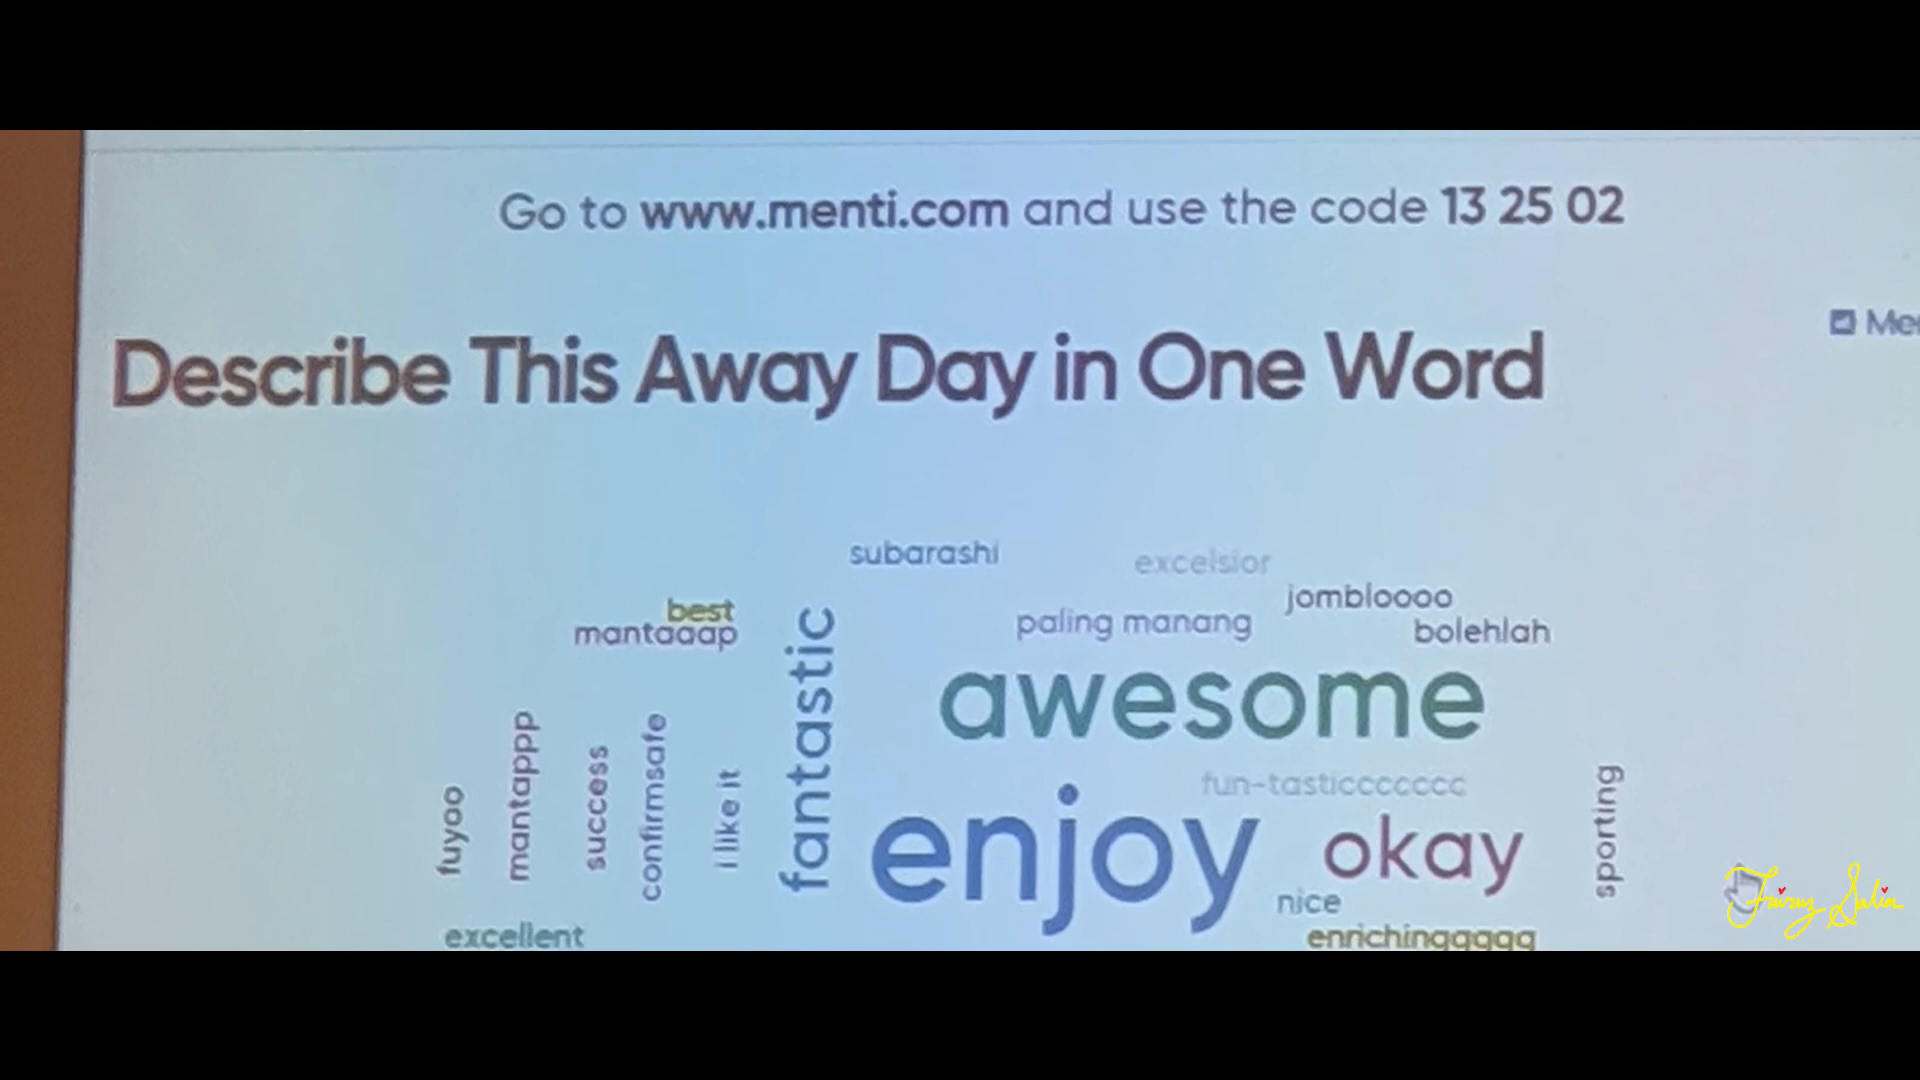 Go to www.menti.com and use the code 13 25 02
Describe This Away Day in One Word
subarashi
excelsior
jombloooo
best
paling manang
bolehlah
mantaaap
fantastic
awesome
mantappp
confirmsafe
success
i like it
fuyoo
fun-tasticcccccc
sporting
enjoy
okay
nice
excellent
Fairuz Salin